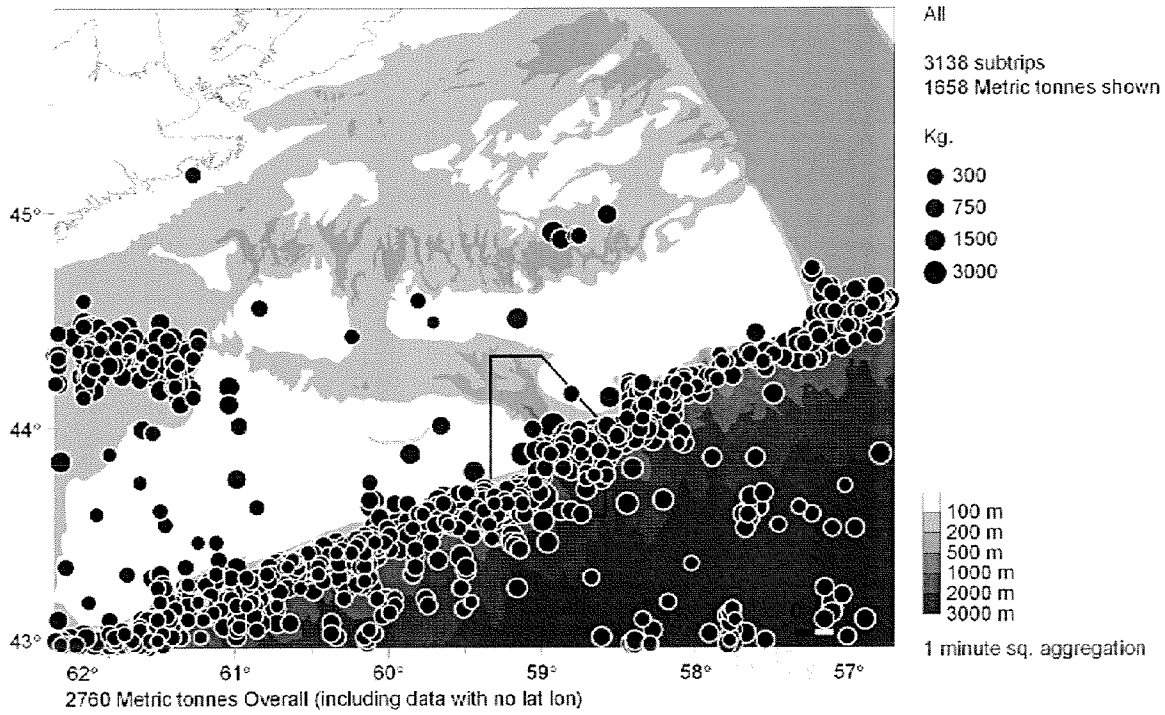 All
3138 subtrips
1658 Metric tonnes shown
Kg.
300
750
1500
3000
45°
44°
43°
100 m
200 m
500 m
1000 m
2000 m
3000 m
1 minute sq. aggregation
62° 61° 60° 59° 58° 57°
2760 Metric tonnes Overall (including data with no lat lon)